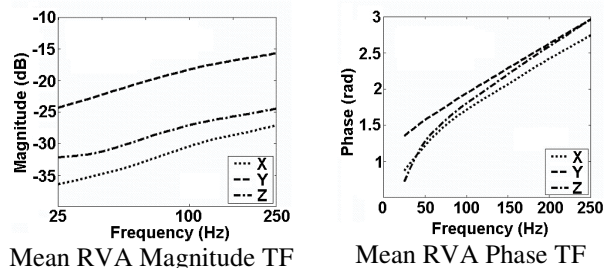 -10
-15
-20
-25
-30
-35
Magnitude (dB)
X
Y
Z
25
100
250
Frequency (Hz)
Mean RVA Magnitude TF
3
2.5
2
1.5
1
Phase (rad)
X
Y
Z
0
50
100
150
200
250
Frequency (Hz)
Mean RVA Phase TF